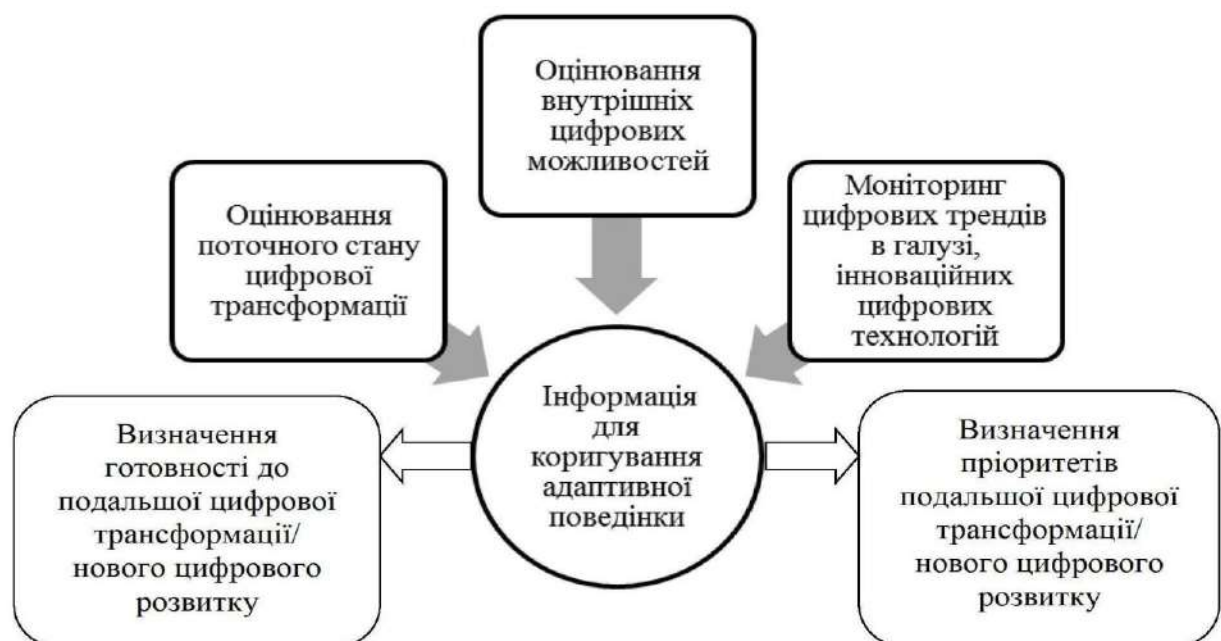 Оцінювання
внутрішніх
цифрових
можливостей
Оцінювання
поточного стану
цифрової
трансформації
Моніторинг
цифрових трендів
в галузі,
інноваційних
цифрових
технологій
Інформація
для
коригування
адаптивної
поведінки
Визначення
готовності до
подальшої цифрової
трансформації/
нового цифрового
розвитку
Визначення
пріоритетів
подальшої цифрової
трансформації/
нового цифрового
розвитку